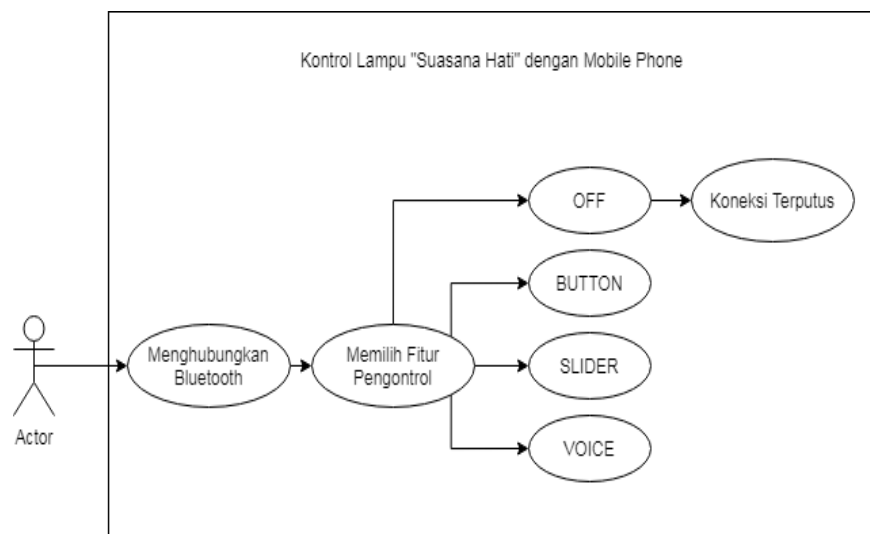 Kontrol Lampu "Suasana Hati" dengan Mobile Phone
OFF
Koneksi Terputus
BUTTON
Menghubungkan
Bluetooth
Memilih Fitur
Pengontrol
SLIDER
VOICE
Actor